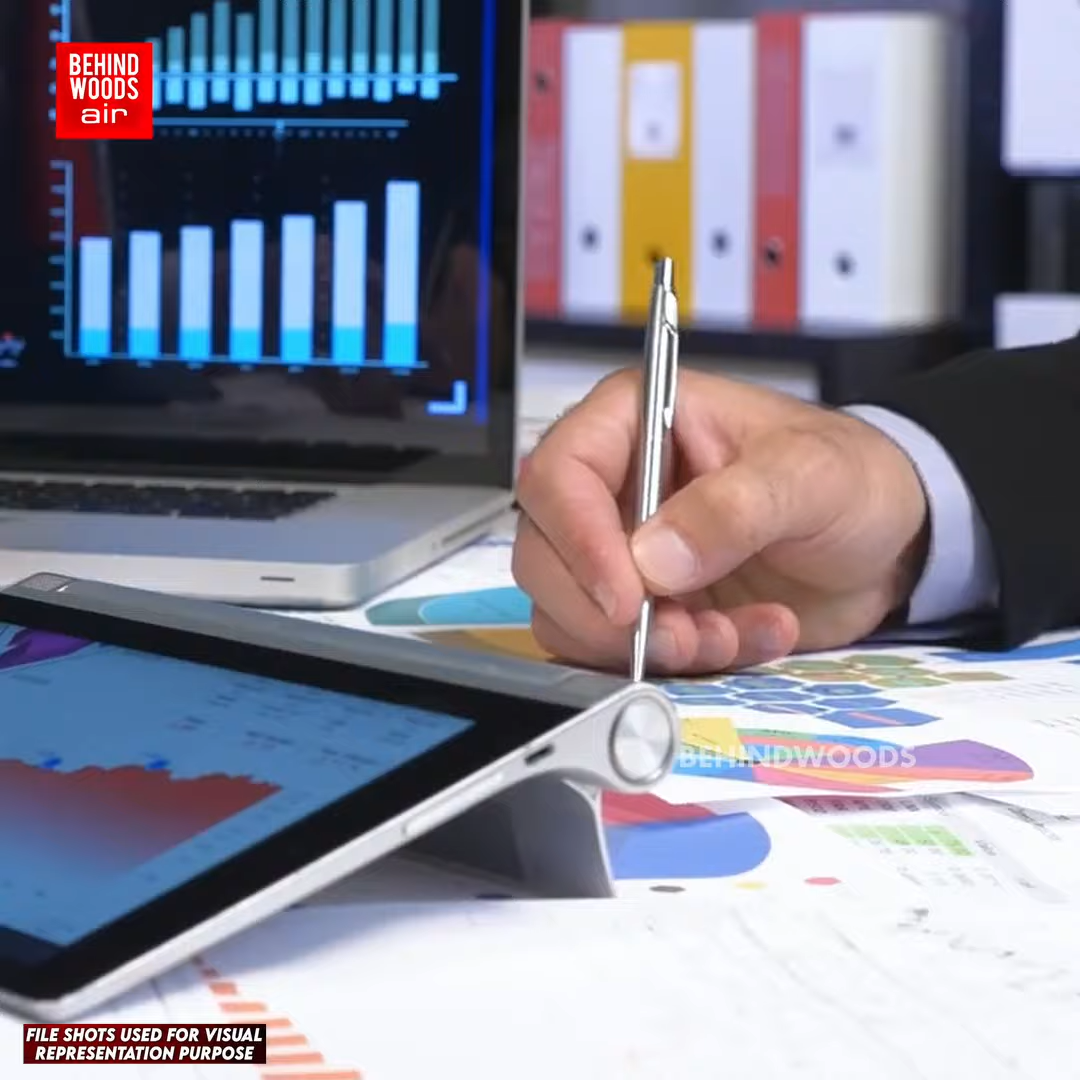 BEHIND
WOODS
air
BEHINDWOODS
FILE SHOTS USED FOR VISUAL
REPRESENTATION PURPOSE